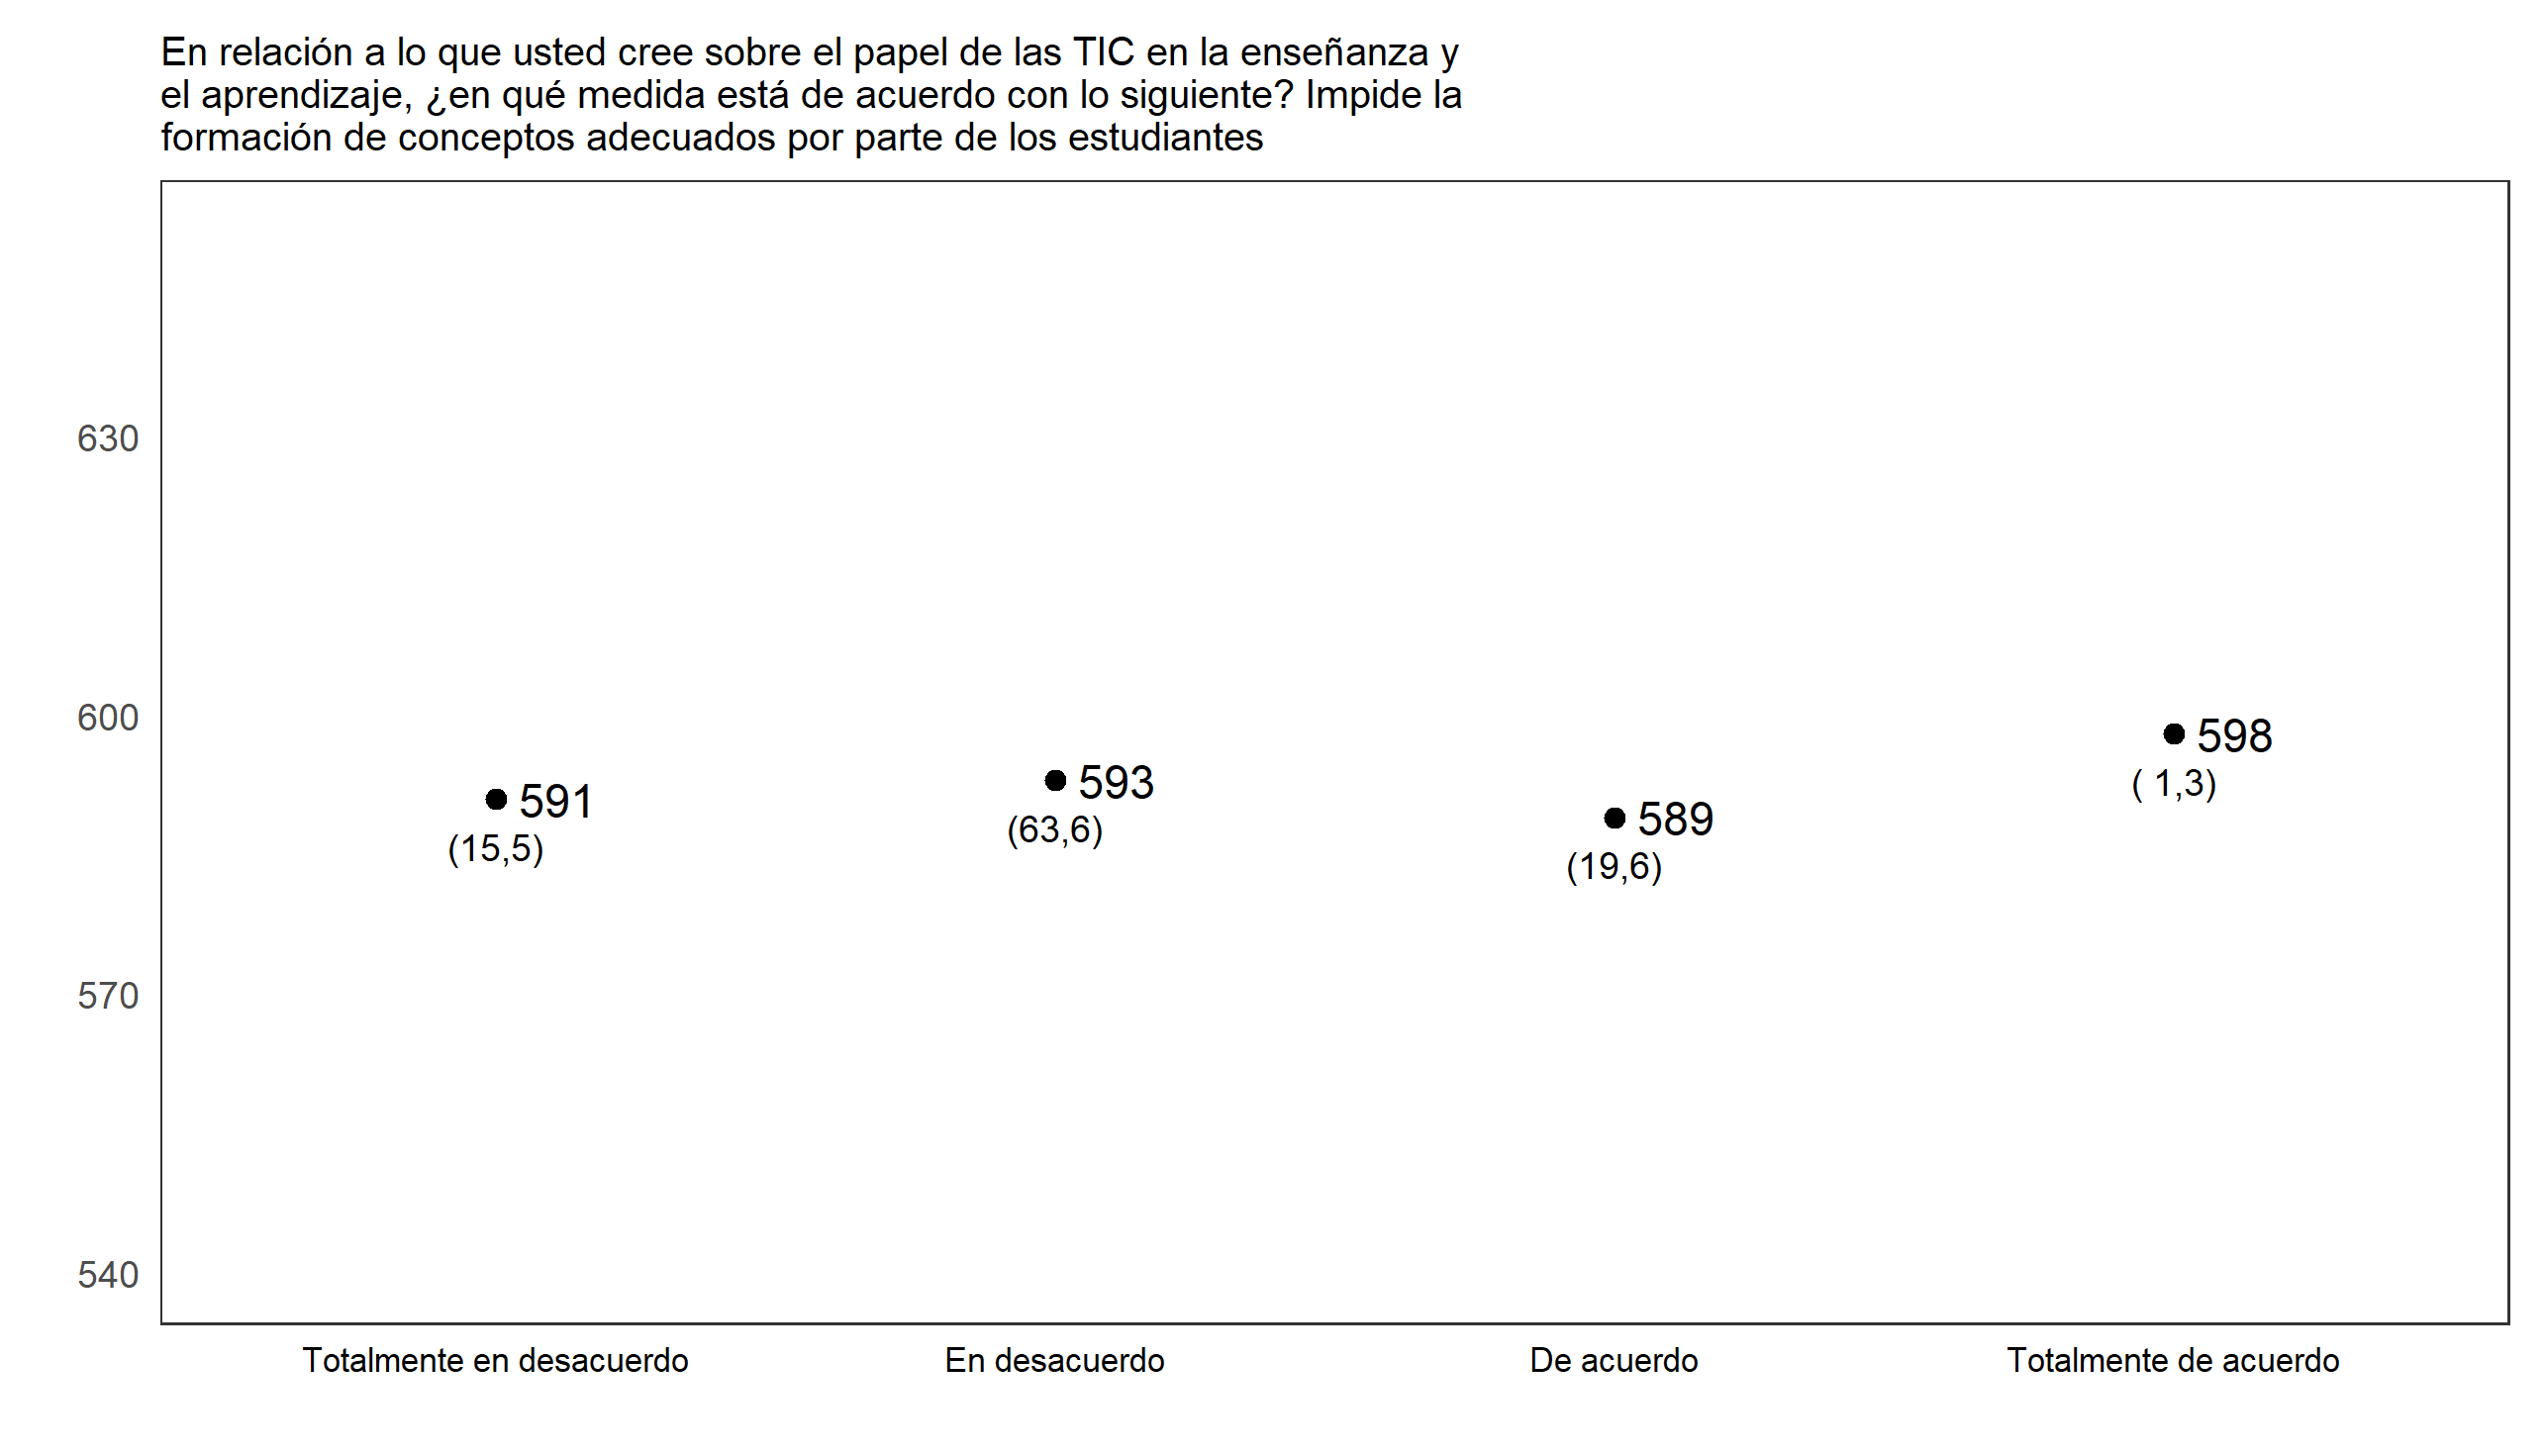 En relación a lo que usted cree sobre el papel de las TIC en la enseñanza y
el aprendizaje, ¿en qué medida está de acuerdo con lo siguiente? Impide la
formación de conceptos adecuados por parte de los estudiantes
630
600
570
540
591
(15,5)
593
(63,6)
589
(19,6)
598
( 1,3)
Totalmente en desacuerdo
En desacuerdo
De acuerdo
Totalmente de acuerdo